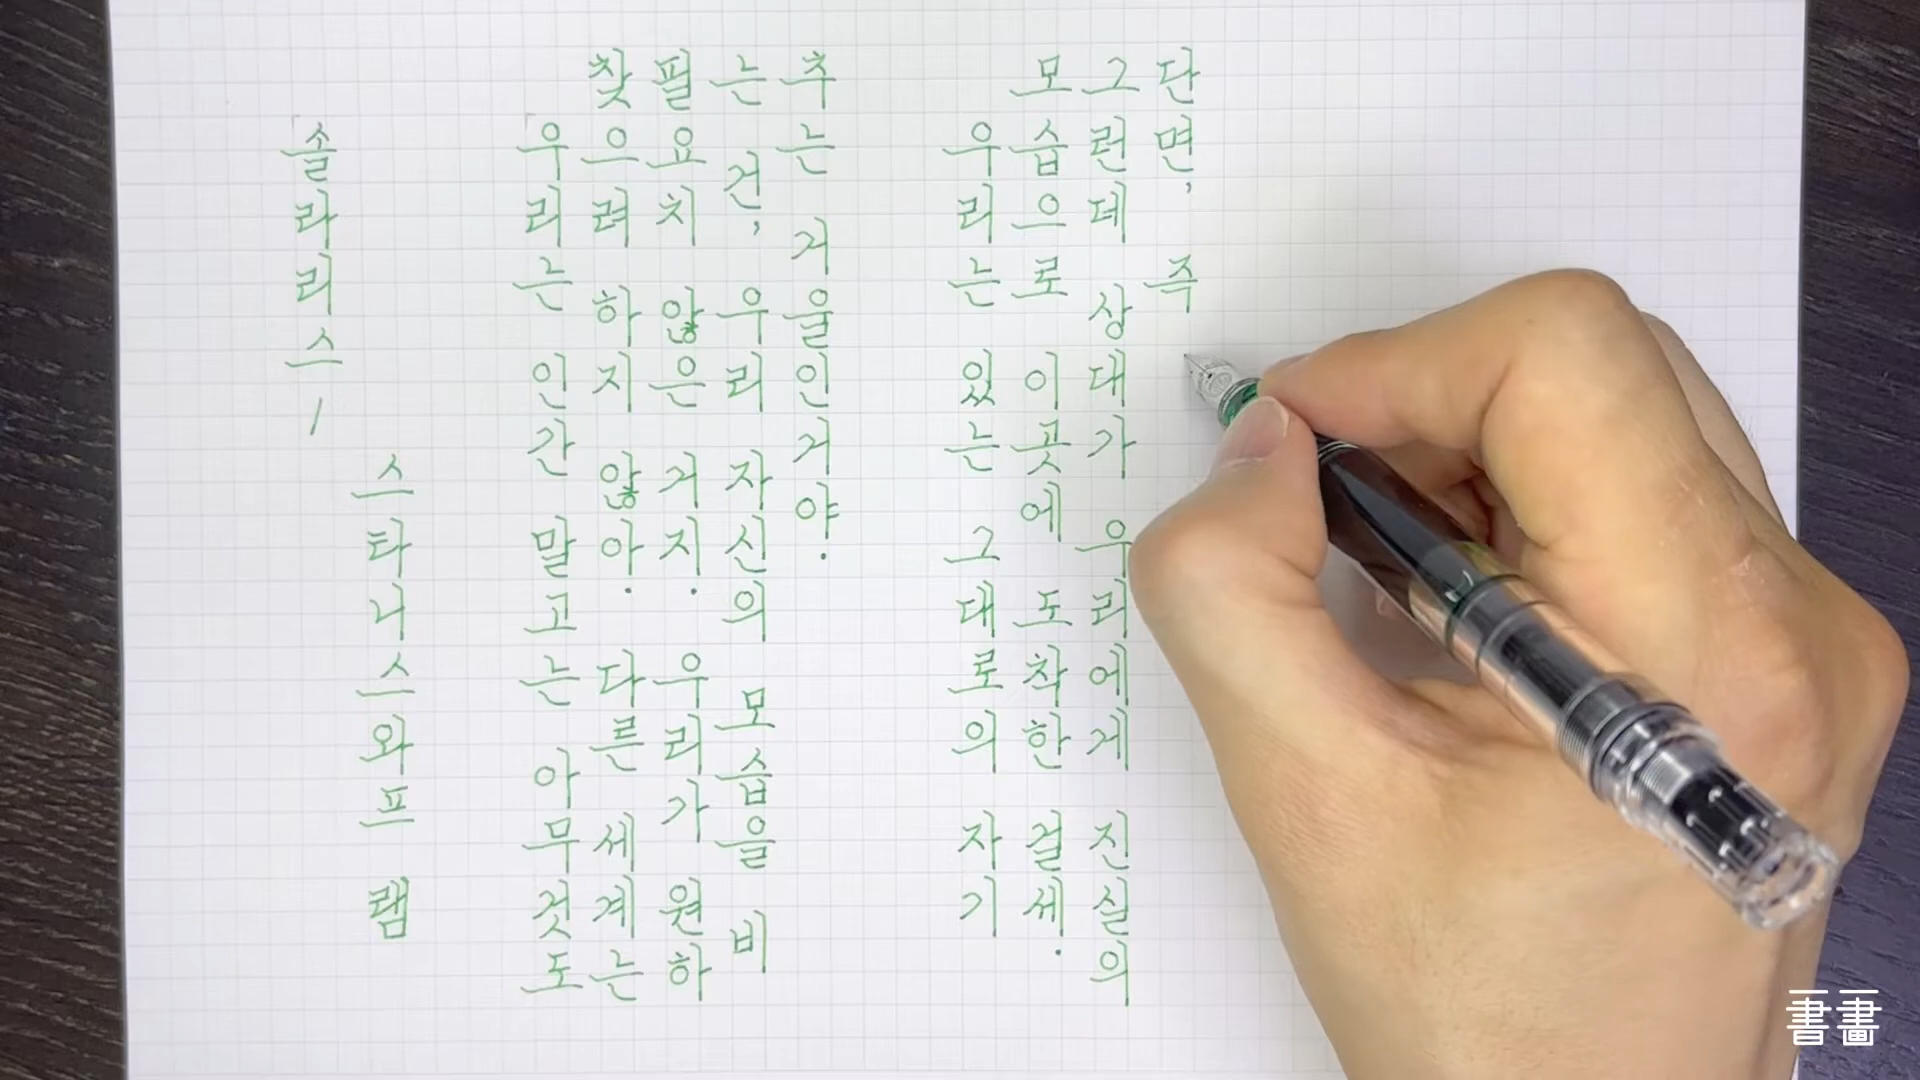 솔라리스 /
스타니스와프 램
우리는 인간 말고는 아무것도
찾으려 하지 않아. 다른 세계는
필요치 않은 거지. 우리가 원하
는 건, 우리 자신의 모습을 비
추는 거울인거야.
우리는 있는 그대로의 자기
모습으로 이곳에 도착한 걸세.
그런데 상대가 우리에게 진실의
단면, 즉
書畫